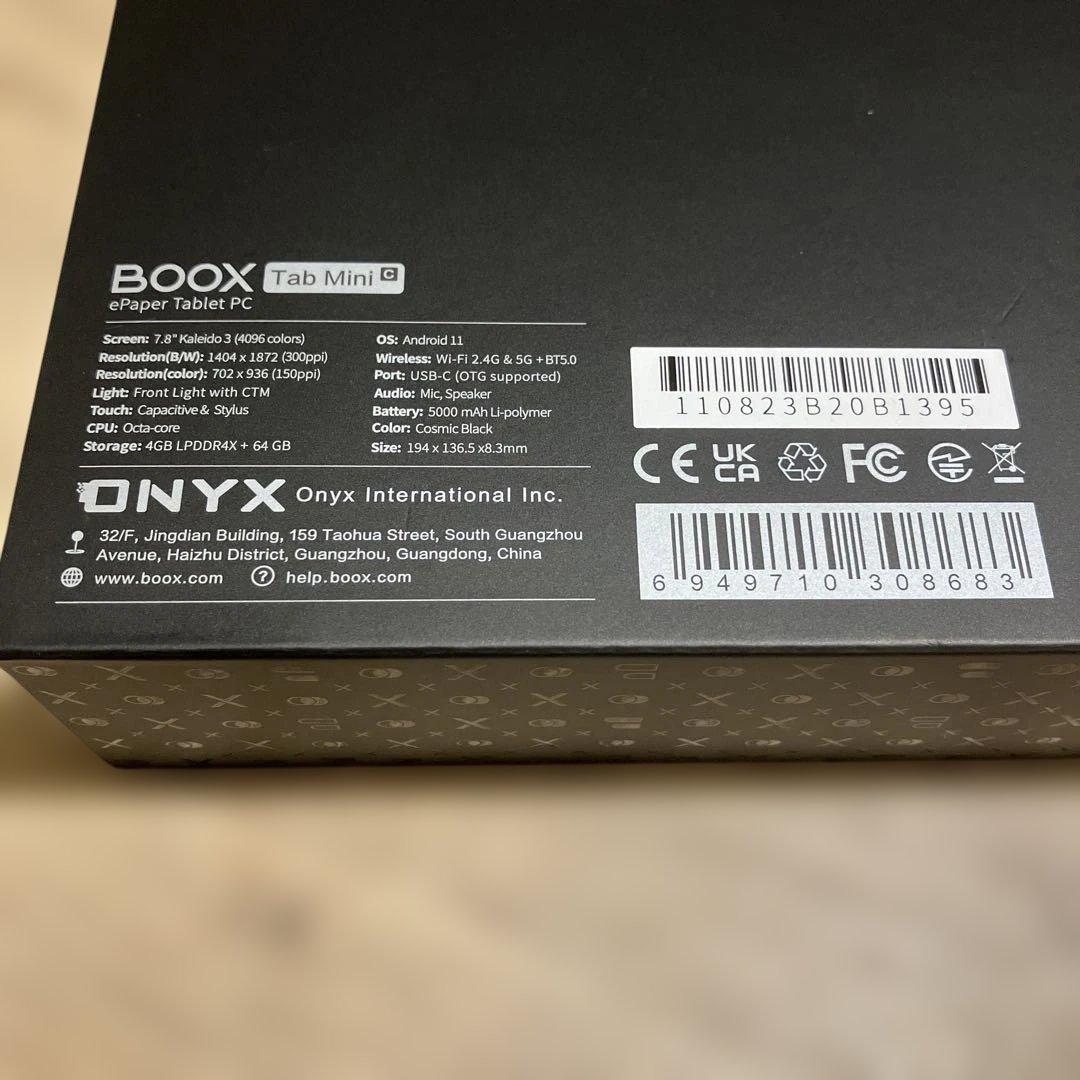 BOOX Tab Mini C
ePaper Tablet PC
Screen: 7.8" Kaleido 3 (4096 colors)
Resolution(B/W): 1404 x 1872 (300ppi)
Resolution(color): 702 x 936 (150ppi)
Light: Front Light with CTM
Touch: Capacitive & Stylus
CPU: Octa-core
Storage: 4GB LPDDR4X + 64 GB
OS: Android 11
Wireless: Wi-Fi 2.4G & 5G +BT5.0
Port: USB-C (OTG supported)
Audio: Mic, Speaker
Battery: 5000 mAh Li-polymer
Color: Cosmic Black
Size: 194 x 136.5 x8.3mm
ONYX Onyx International Inc.
32/F, Jingdian Building, 159 Taohua Street, South Guangzhou
Avenue, Haizhu District, Guangzhou, Guangdong, China
www.boox.com help.boox.com
110823B20B1395
CE UK CA FC
6 949710 308683